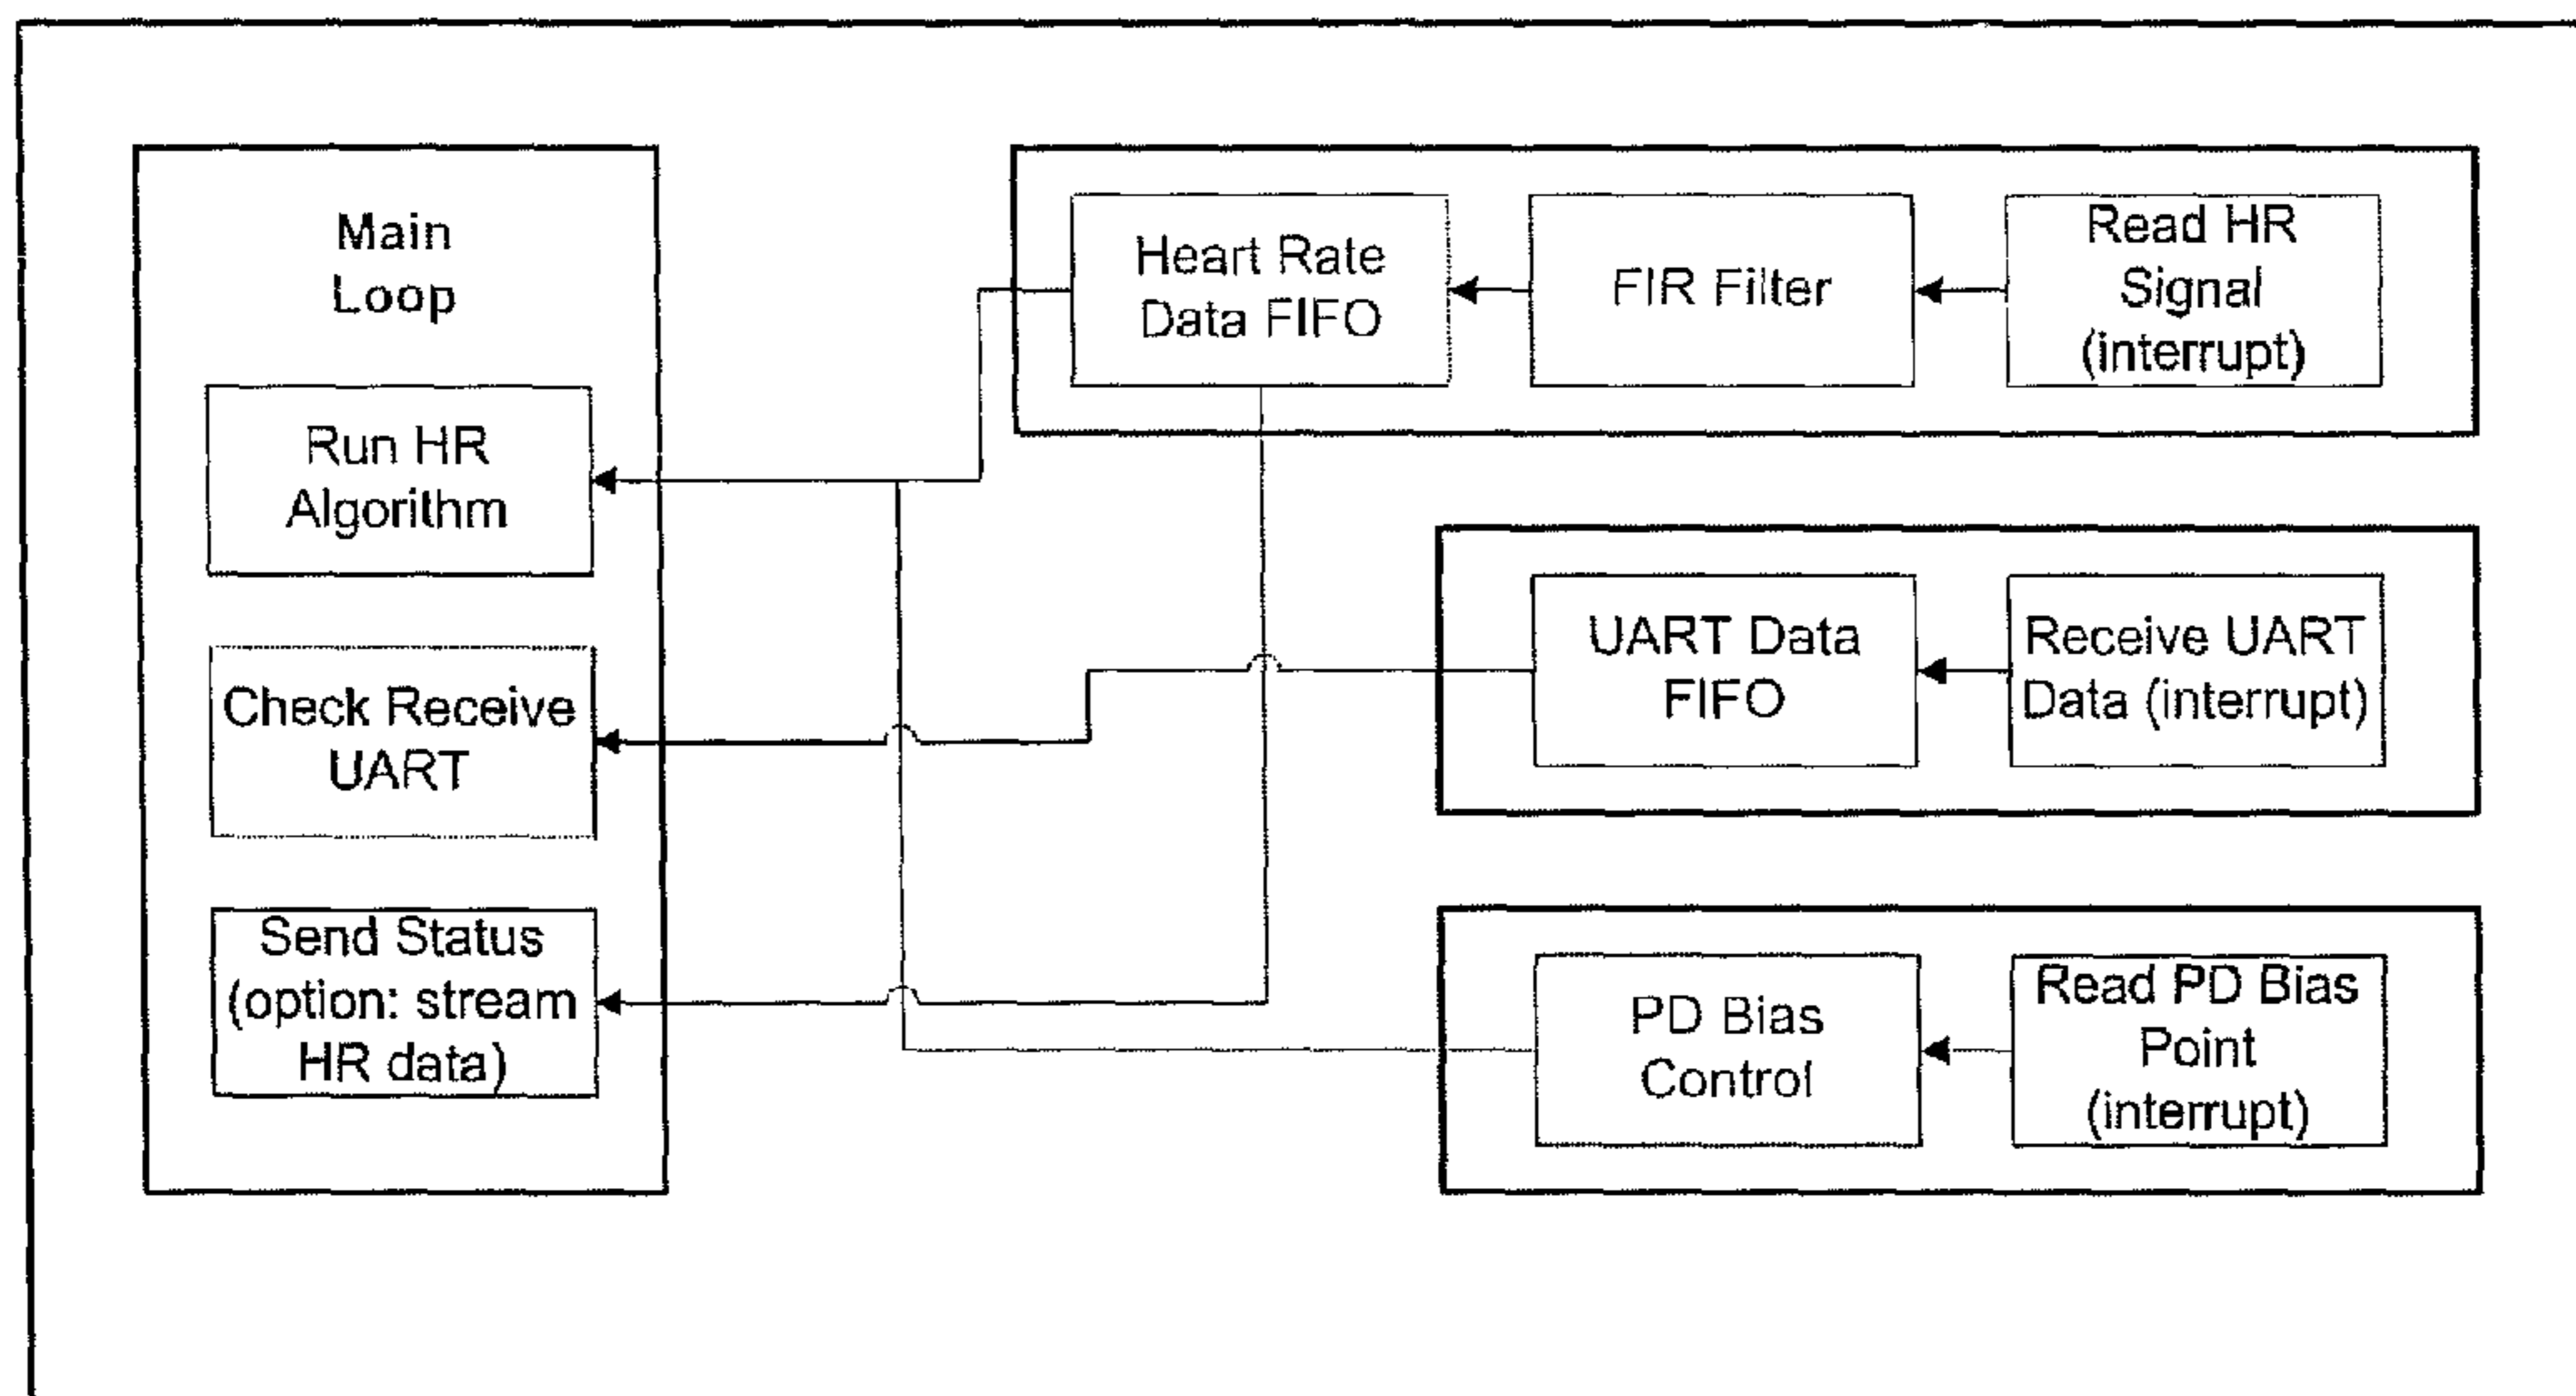 Main
Loop
Run HR
Algorithm
Check Receive
UART
Send Status
(option: stream
HR data)
Heart Rate
Data FIFO
FIR Filter
Read HR
Signal
(interrupt)
UART Data
FIFO
Receive UART
Data (interrupt)
PD Bias
Control
Read PD Bias
Point
(interrupt)